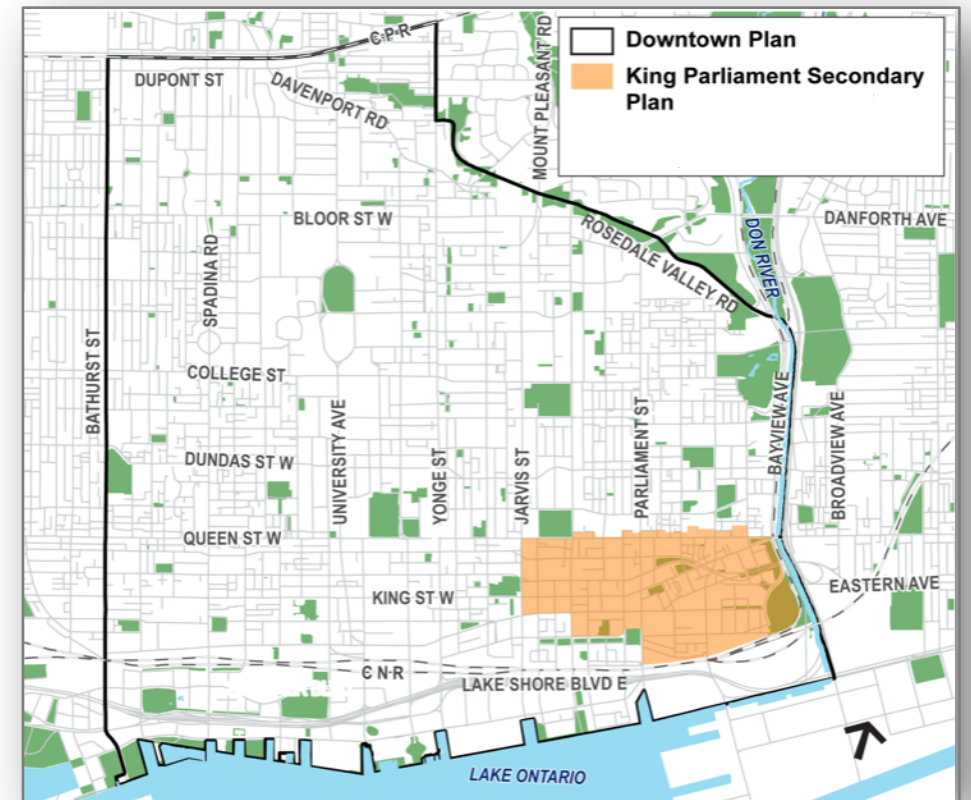 Downtown Plan
King Parliament Secondary
Plan
C P R
DUPONT ST
DAVENPORT RD
MOUNT PLEASANT RD
BLOOR ST W
DANFORTH AVE
ROSEDALE VALLEY RD
DON RIVER
SPADINA RD
BATHURST ST
COLLEGE ST
UNIVERSITY AVE
YONGE ST
JARVIS ST
PARLIAMENT ST
BAYVIEW AVE
BROADVIEW AVE
DUNDAS ST W
QUEEN ST W
KING ST W
EASTERN AVE
C N R
LAKE SHORE BLVD E
LAKE ONTARIO